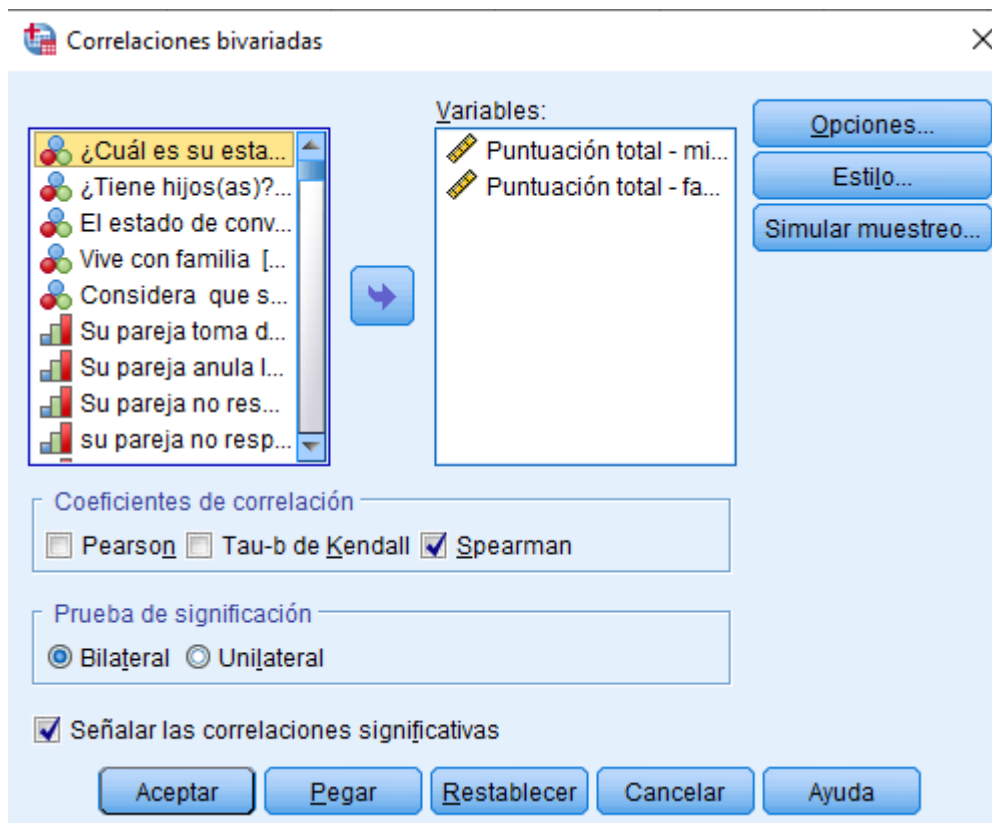 Correlaciones bivariadas
Variables:
¿Cuál es su esta...
¿Tiene hijos(as)?...
El estado de conv...
Vive con familia [...
Considera que s...
Su pareja toma d...
Su pareja anula l...
Su pareja no res...
su pareja no resp...
Puntuación total - mi...
Puntuación total - fa...
Opciones...
Estilo...
Simular muestreo...
Coeficientes de correlación
Pearson Tau-b de Kendall Spearman
Prueba de significación
Bilateral Unilateral
Señalar las correlaciones significativas
Aceptar Pegar Restablecer Cancelar Ayuda